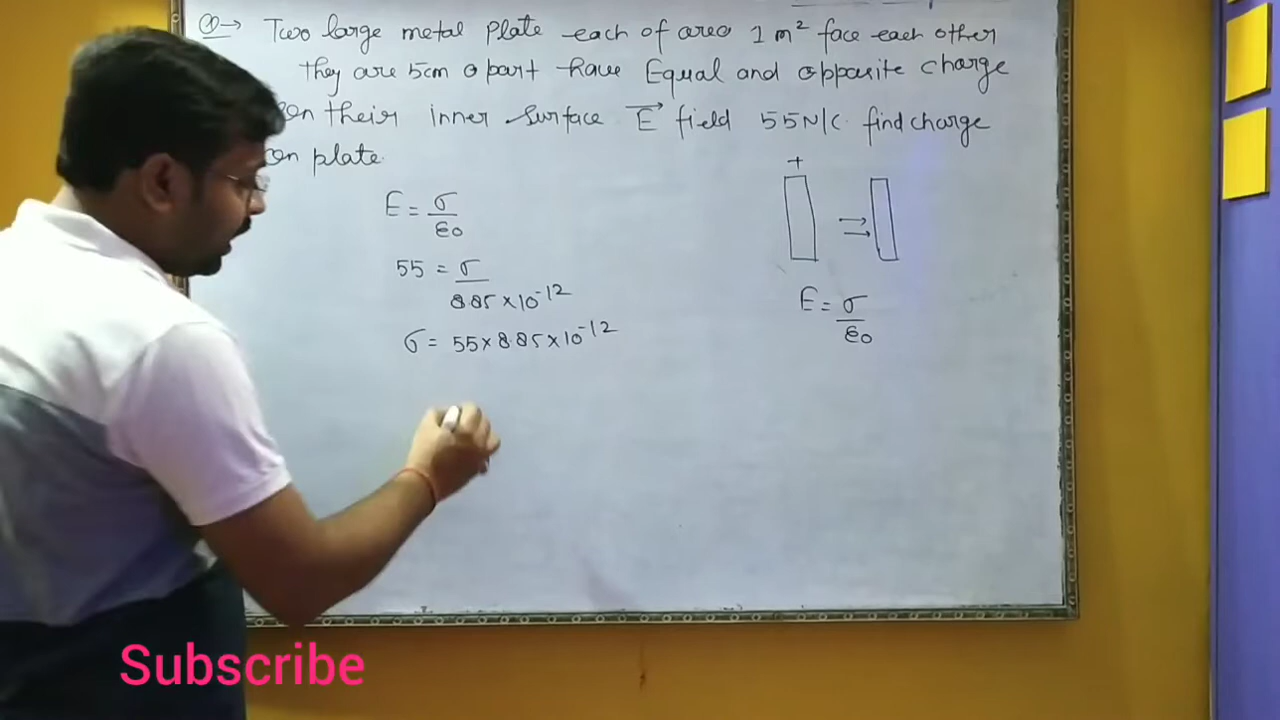 Q→ Two large metal plate each of area 1 m² face each other
they are 5cm apart have Equal and opposite charge
on their inner surface E⃗ field 55N/C. find charge
on plate.
E = σ/ε0
55 = σ/8.85×10⁻¹²
σ = 55×8.85×10⁻¹²
+
E = σ/ε0
Subscribe